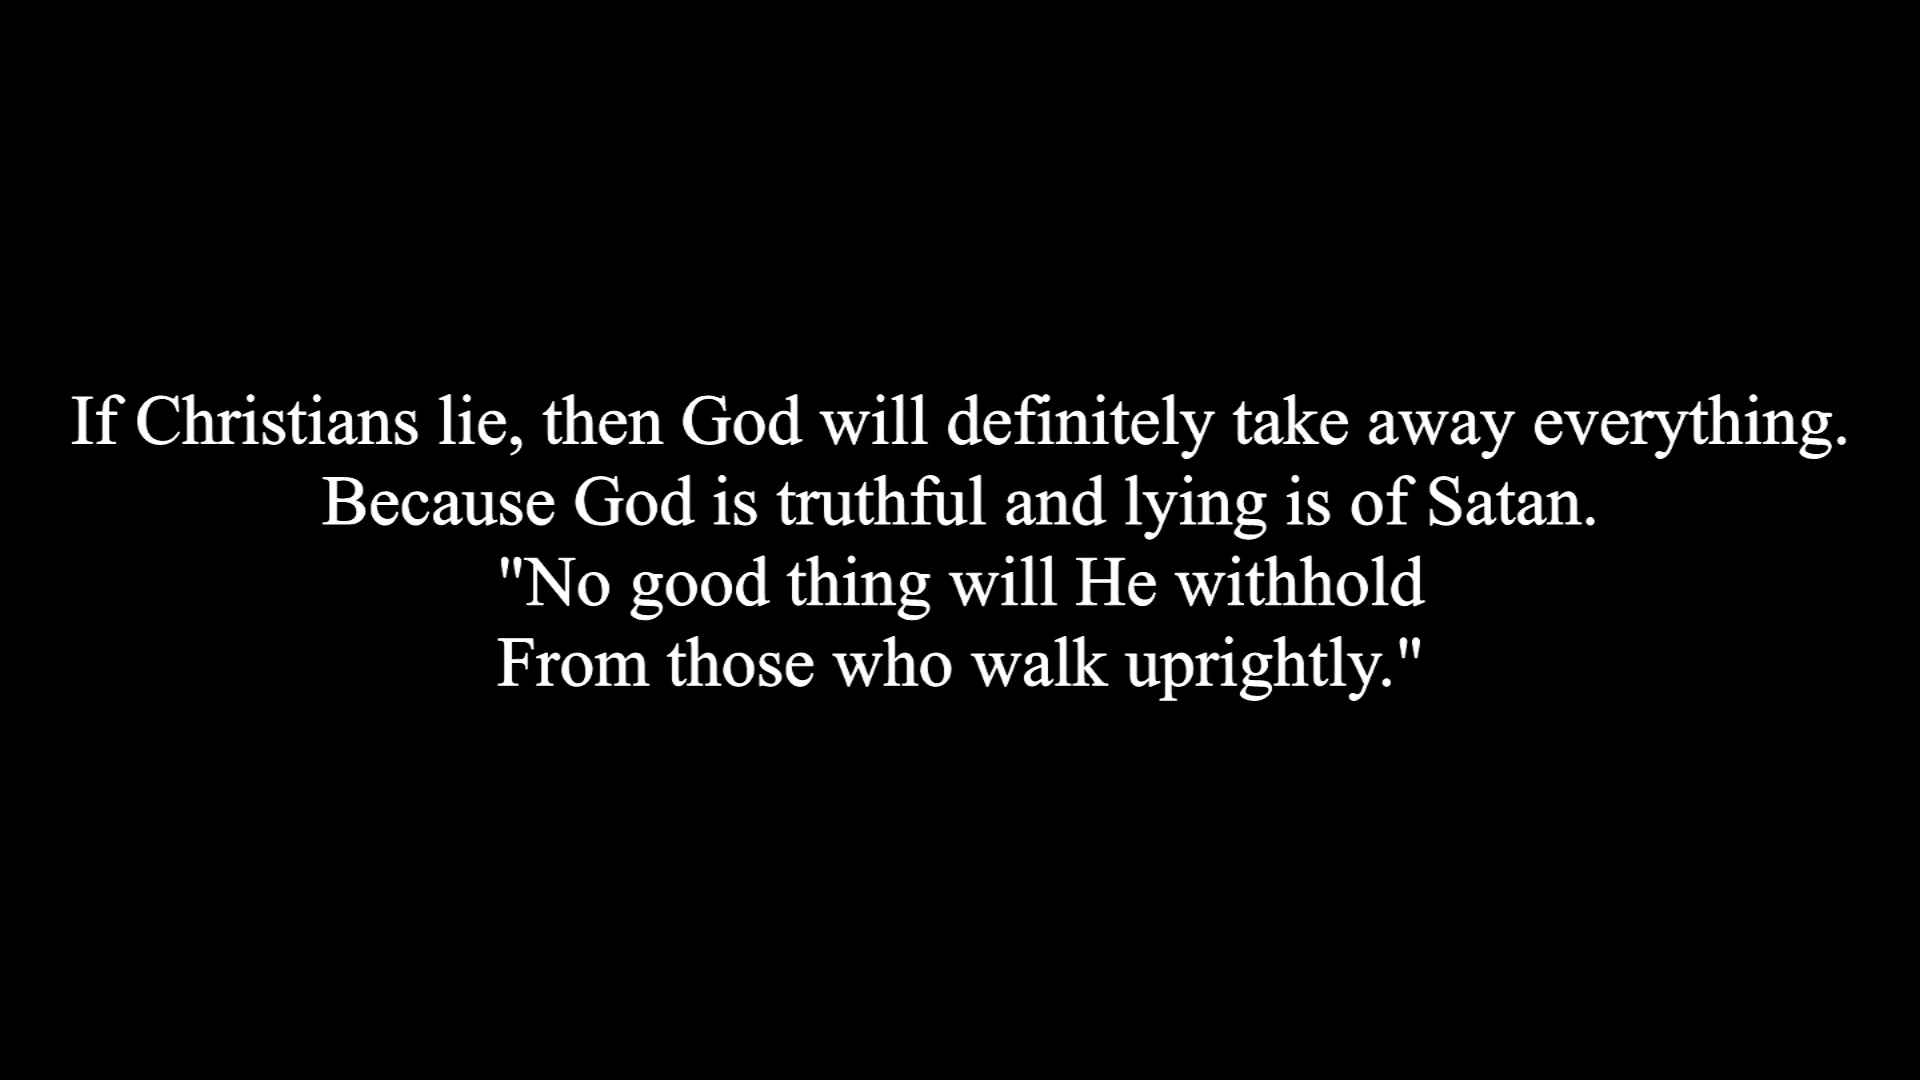 If Christians lie, then God will definitely take away everything.
Because God is truthful and lying is of Satan.
"No good thing will He withhold
From those who walk uprightly."